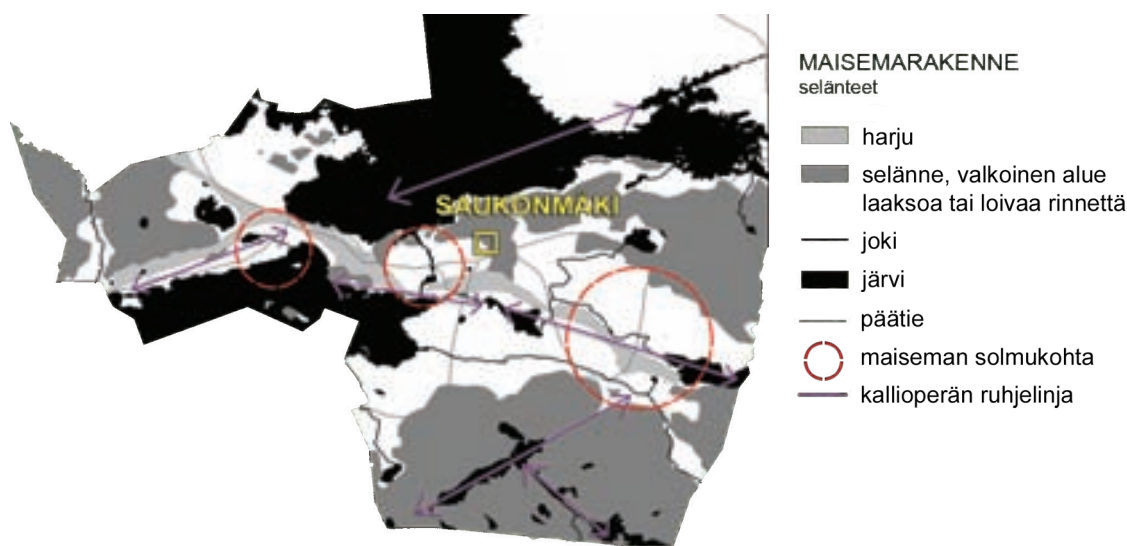 SAUKONMÄKI
MAISEMARAKENNE
selänteet
harju
selänne, valkoinen alue
laaksoa tai loivaa rinnettä
joki
järvi
päätie
maiseman solmukohta
kallioperän ruhjelinja